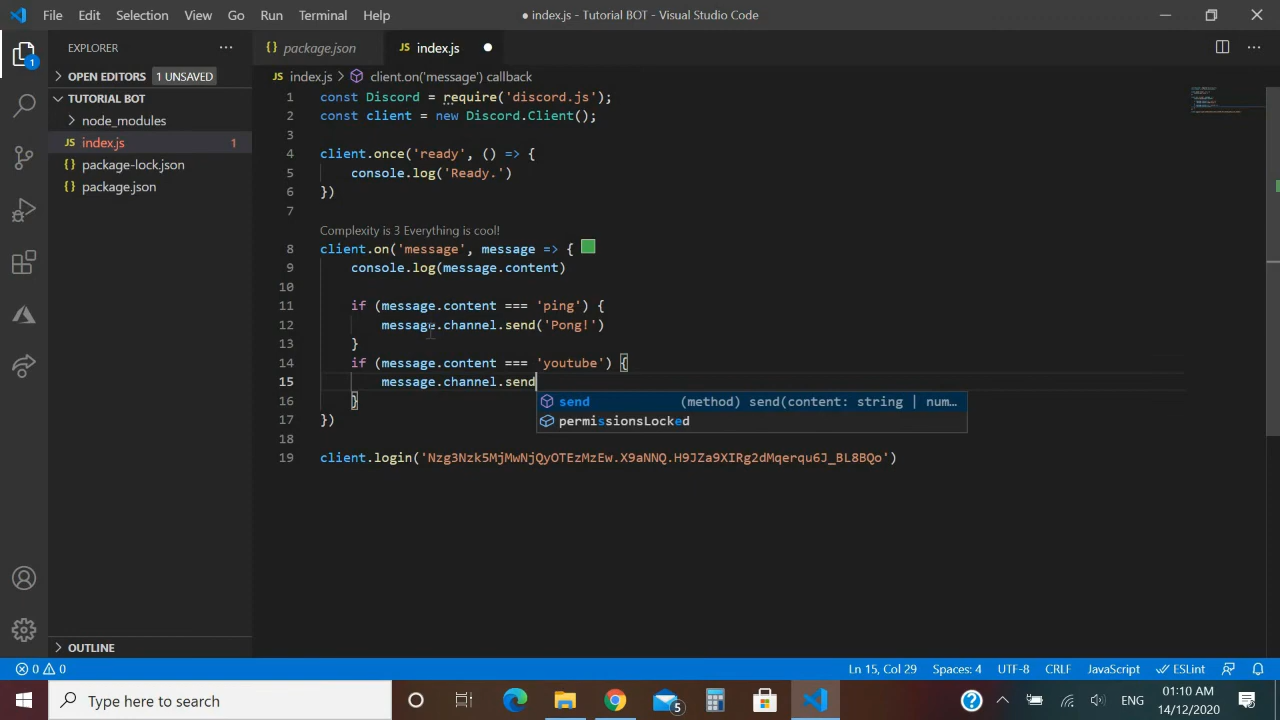 File Edit Selection View Go Run Terminal Help
● index.js - Tutorial BOT - Visual Studio Code
EXPLORER
{ } package.json JS index.js ●
OPEN EDITORS 1 UNSAVED
JS index.js > client.on('message') callback
TUTORIAL BOT
node_modules
JS index.js 1
{ } package-lock.json
{ } package.json
1 const Discord = require('discord.js');
2 const client = new Discord.Client();
3
4 client.once('ready', () => {
5 console.log('Ready.')
6 })
7
Complexity is 3 Everything is cool!
8 client.on('message', message => {
9 console.log(message.content)
10
11 if (message.content === 'ping') {
12 message.channel.send('Pong!')
13 }
14 if (message.content === 'youtube') {
15 message.channel.send
send (method) send(content: string | num…
16 }
permissionsLocked
17 })
18
19 client.login('Nzg3Nzk5MjMwNjQyOTEzMzEw.X9aNNQ.H9JZa9XIRg2dMqerqu6J_BL8BQo')
1
OUTLINE
0 0
Ln 15, Col 29 Spaces: 4 UTF-8 CRLF JavaScript ESLint
Type here to search
5
ENG
01:10 AM
14/12/2020